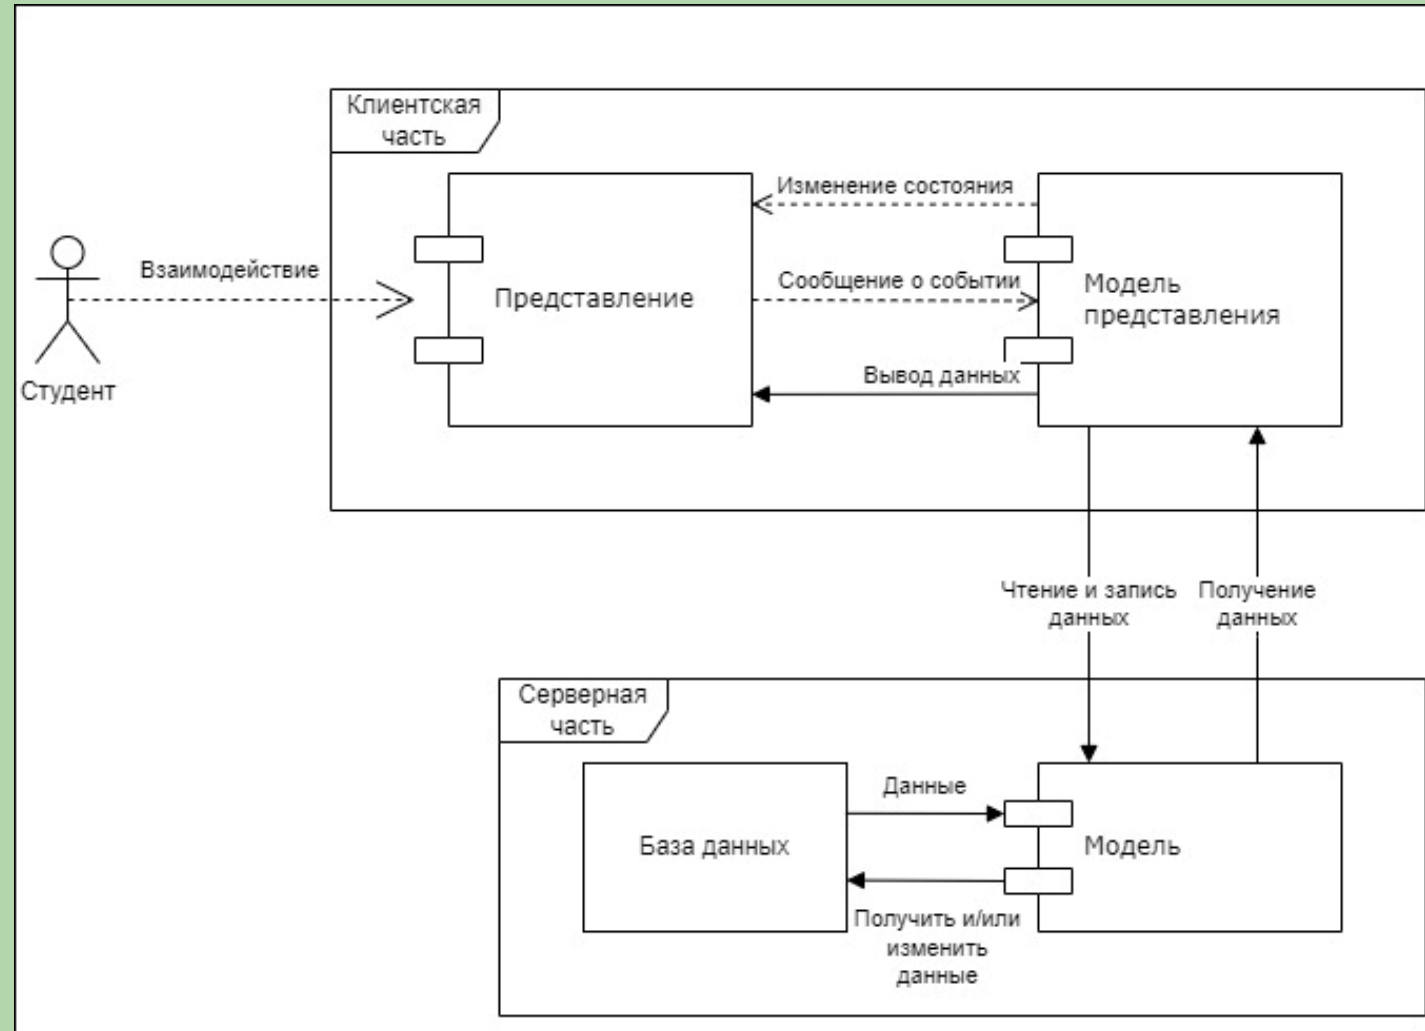 Клиентская
часть
Изменение состояния
Взаимодействие
Сообщение о событии
Представление
Модель
представления
Вывод данных
Студент
Чтение и запись
данных
Получение
данных
Серверная
часть
Данные
База данных
Модель
Получить и/или
изменить
данные